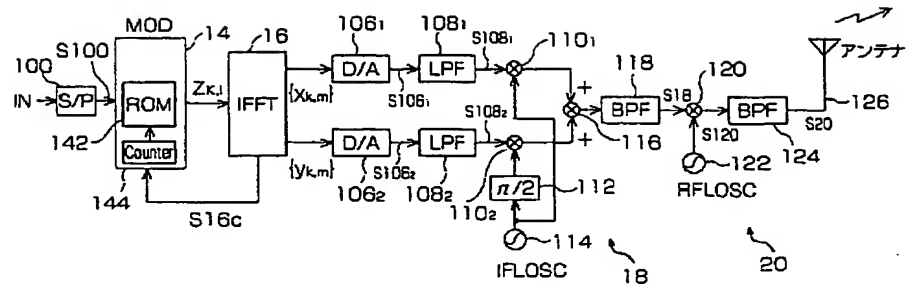 MOD
14
16
106₁
108₁
S108₁
110₁
118
120
アンテナ
100
S100
IN
S/P
ROM
142
Counter
144
Zₖ,ₗ
IFFT
{xₖ,ₘ}
D/A
S106₁
LPF
+
BPF
S18
BPF
126
116
S120
S20
124
{yₖ,ₘ}
D/A
S106₂
LPF
S108₂
+
122
106₂
108₂
110₂
π/2
112
RFLOSC
S16c
114
IFLOSC
18
20